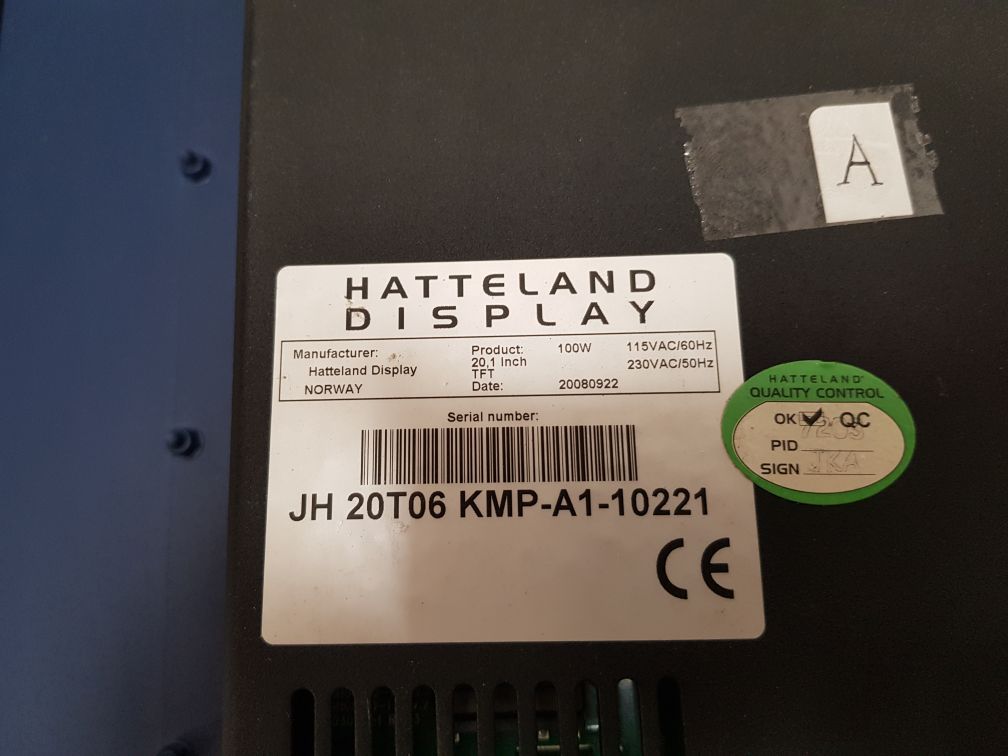 A
HATTELAND
DISPLAY
Manufacturer:
Hatteland Display
NORWAY
Product: 100W 115VAC/60Hz
20,1 Inch 230VAC/50Hz
TFT
Date: 20080922
Serial number:
JH 20T06 KMP-A1-10221
CE
HATTELAND
QUALITY CONTROL
OK ✔ QC
PID
SIGN JKA